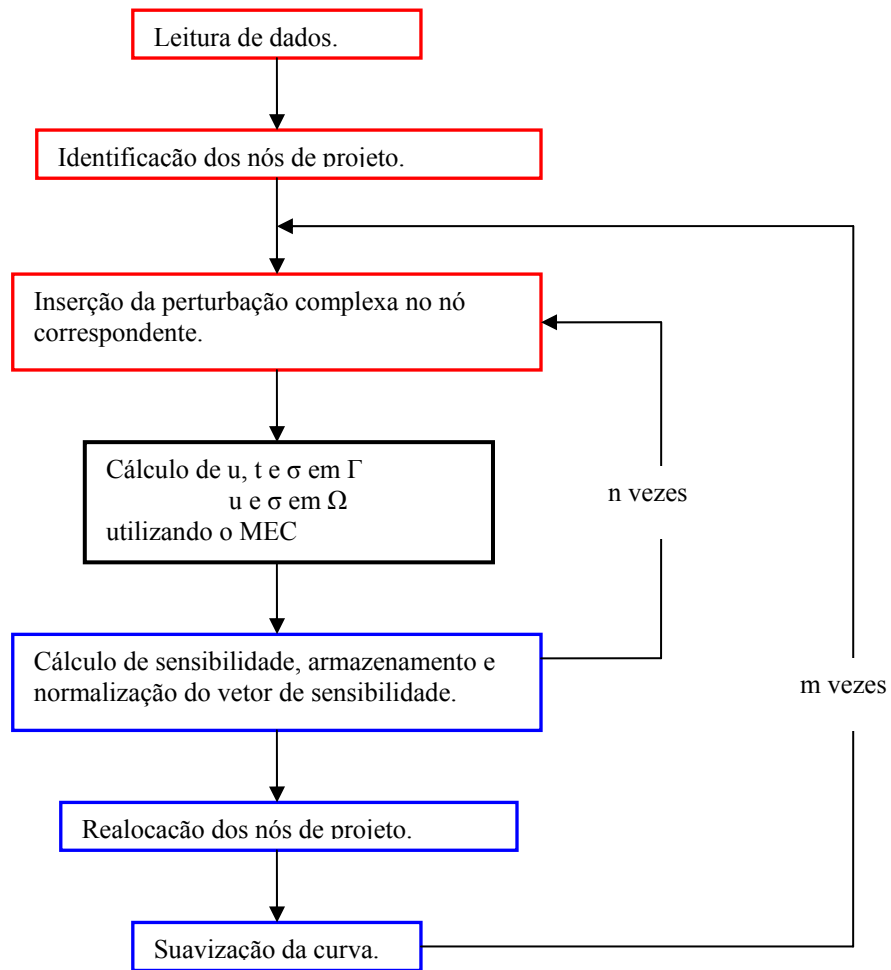 Leitura de dados.
Identificação dos nós de projeto.
Inserção da perturbação complexa no nó
correspondente.
Cálculo de u, t e σ em Γ
u e σ em Ω
utilizando o MEC
n vezes
Cálculo de sensibilidade, armazenamento e
normalização do vetor de sensibilidade.
m vezes
Realocação dos nós de projeto.
Suavização da curva.